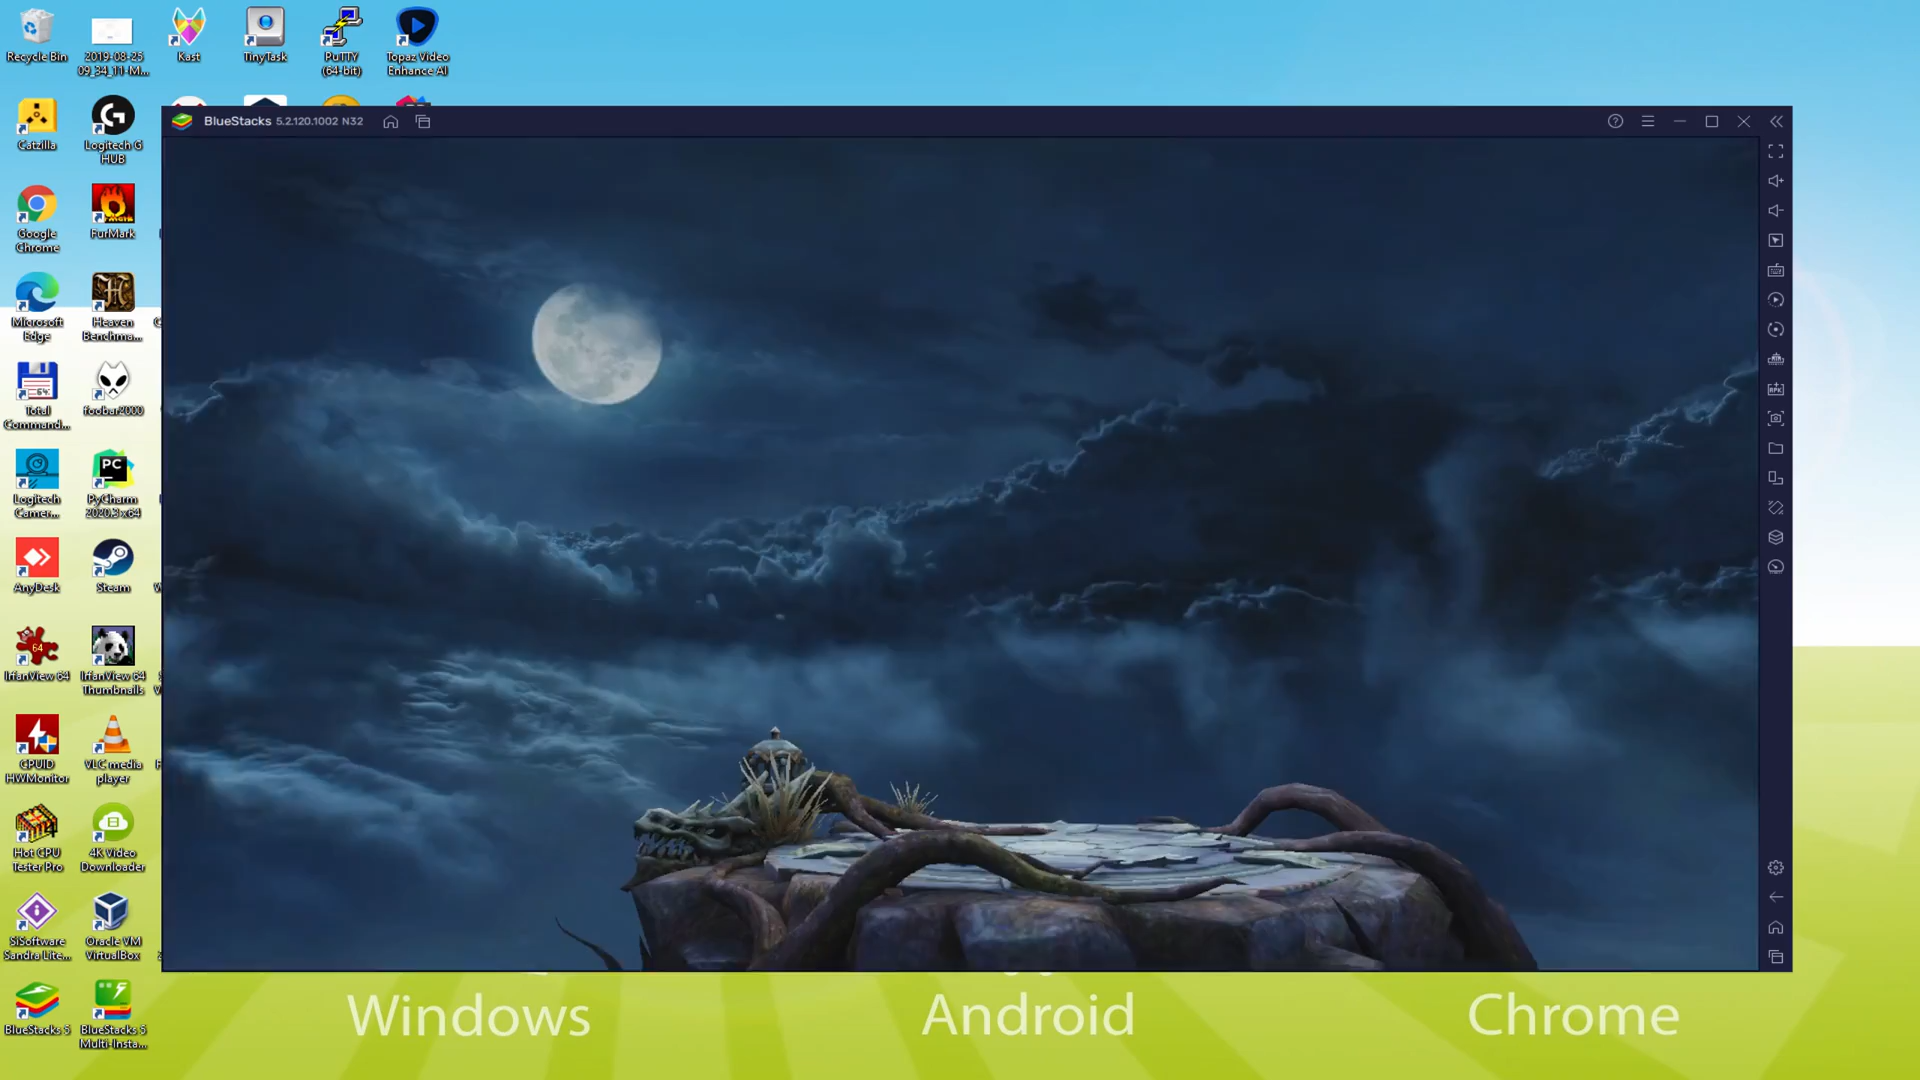 Recycle Bin
2019-08-25
09_34_11-M...
Kast
TinyTask
PuTTY
(64-bit)
Topaz Video
Enhance AI
BlueStacks 5.2.120.1002 N32
Catzilla
Logitech G
HUB
Google
Chrome
FurMark
Microsoft
Edge
Heaven
Benchma...
Total
Command...
foobar2000
Logitech
Camer...
PyCharm
2020.3 x64
AnyDesk
Steam
IrfanView 64
IrfanView 64
Thumbnails
CPUID
HWMonitor
VLC media
player
Hot CPU
Tester Pro
4K Video
Downloader
SiSoftware
Sandra Lite...
Oracle VM
VirtualBox
BlueStacks 5
BlueStacks 5
Multi-Insta...
Windows
Android
Chrome